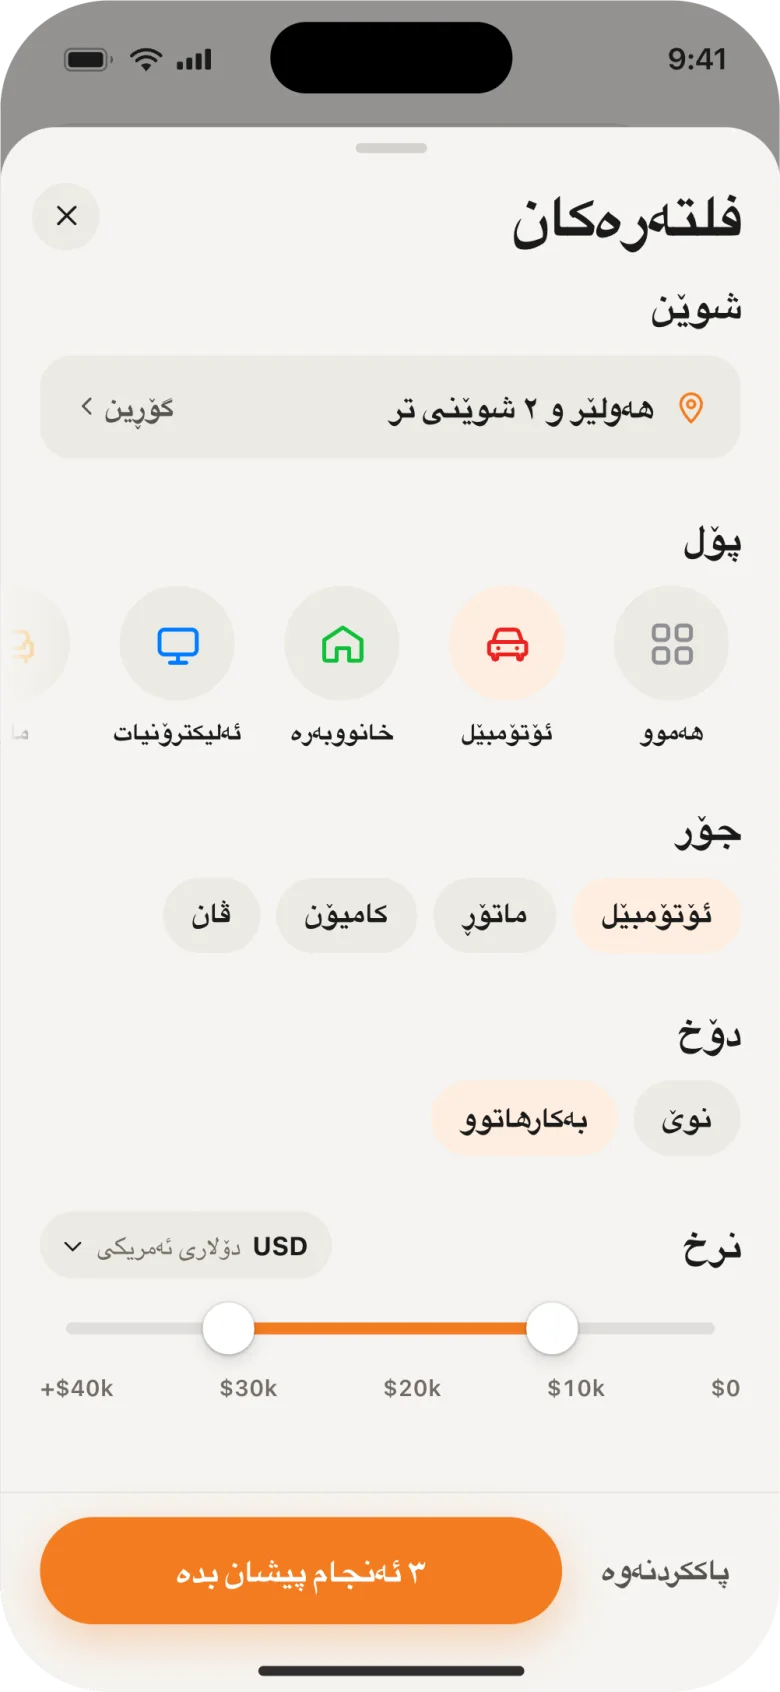 9:41
فلتەرەکان
شوێن
هەولێر و ٢ شوێنی تر
گۆڕین
پۆل
هەموو
ئۆتۆمبێل
خانووبەرە
ئەلیکترۆنیات
ما
جۆر
ئۆتۆمبێل
ماتۆڕ
کامیۆن
ڤان
دۆخ
نوێ
بەکارهاتوو
نرخ
USD دۆلاری ئەمریکی
$0
$10k
$20k
$30k
+$40k
پاککردنەوە
٣ ئەنجام پیشان بدە